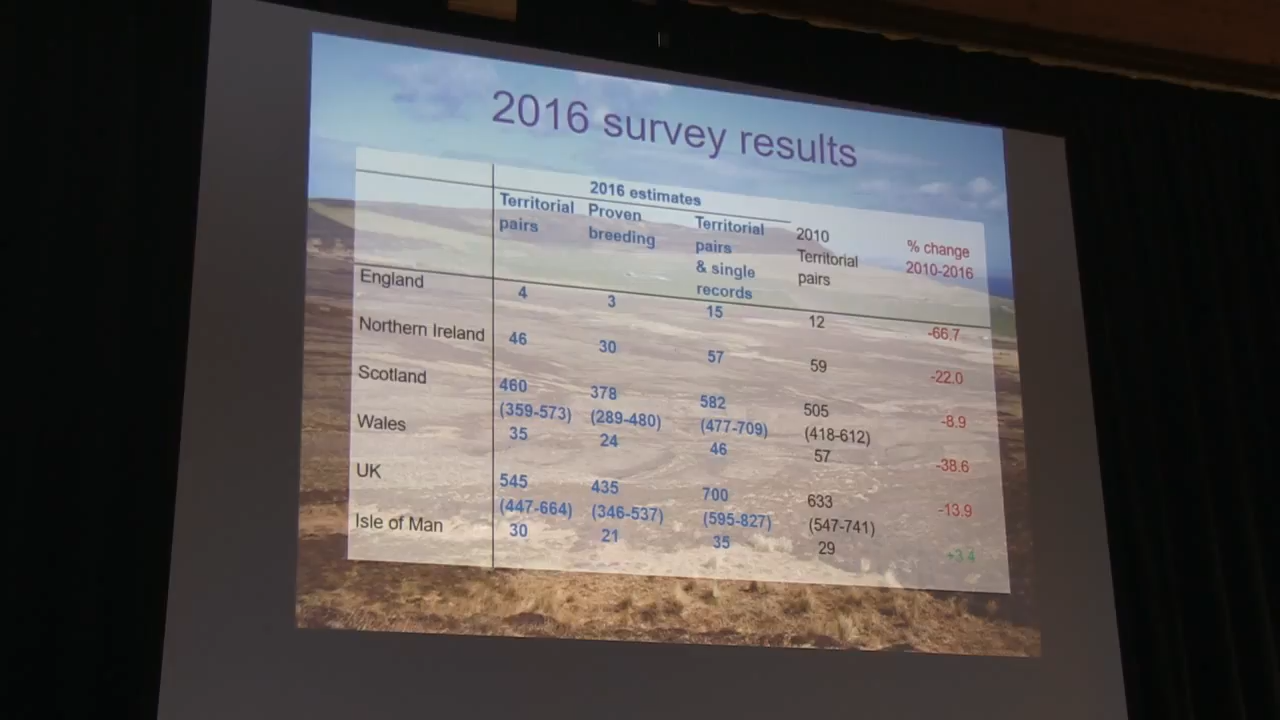 2016 survey results
2016 estimates
Territorial pairs Proven breeding Territorial pairs & single records 2010 Territorial pairs % change 2010-2016
England 4 3 15 12 -66.7
Northern Ireland 46 30 57 59 -22.0
Scotland 460 (359-573) 378 (289-480) 582 (477-709) 505 (418-612) -8.9
Wales 35 24 46 57 -38.6
UK 545 (447-664) 435 (346-537) 700 (595-827) 633 (547-741) -13.9
Isle of Man 30 21 35 29 +3.4